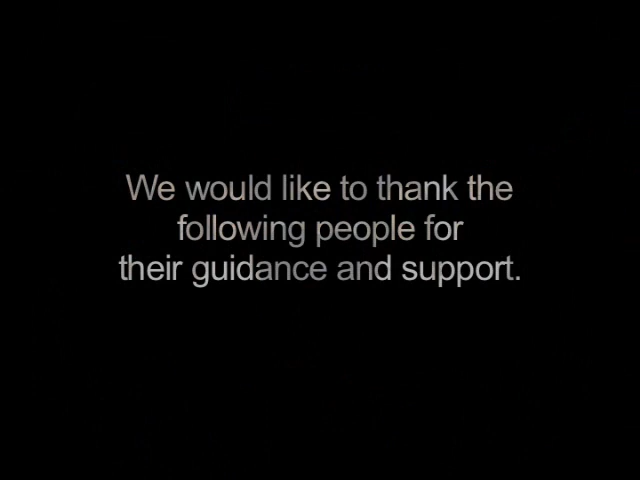 We would like to thank the
following people for
their guidance and support.